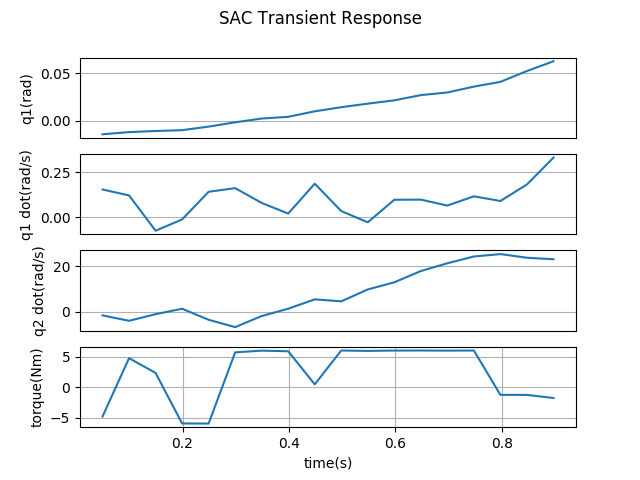 SAC Transient Response
0.05
0.00
q1(rad)
0.25
0.00
q1 dot(rad/s)
20
0
q2 dot(rad/s)
5
0
−5
torque(Nm)
0.2 0.4 0.6 0.8
time(s)